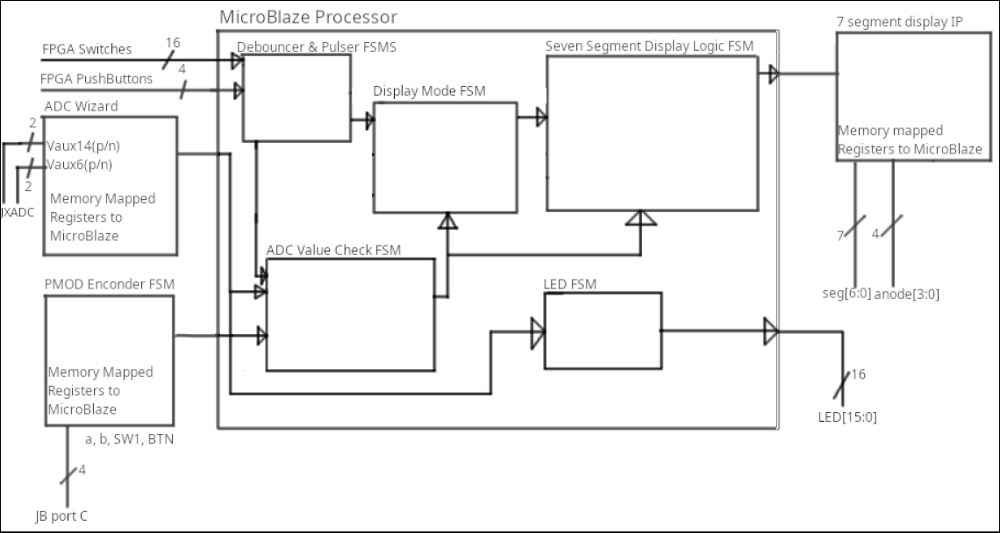 MicroBlaze Processor
7 segment display IP
FPGA Switches
16
Debouncer & Pulser FSMS
Seven Segment Display Logic FSM
4
FPGA PushButtons
Display Mode FSM
ADC Wizard
2
Vaux14(p/n)
Vaux6(p/n)
2
JXADC
Memory Mapped
Registers to
MicroBlaze
Memory mapped
Registers to MicroBlaze
7
4
seg[6:0]
anode[3:0]
ADC Value Check FSM
PMOD Enconder FSM
LED FSM
Memory Mapped
Registers to
MicroBlaze
16
LED[15:0]
a, b, SW1, BTN
4
JB port C